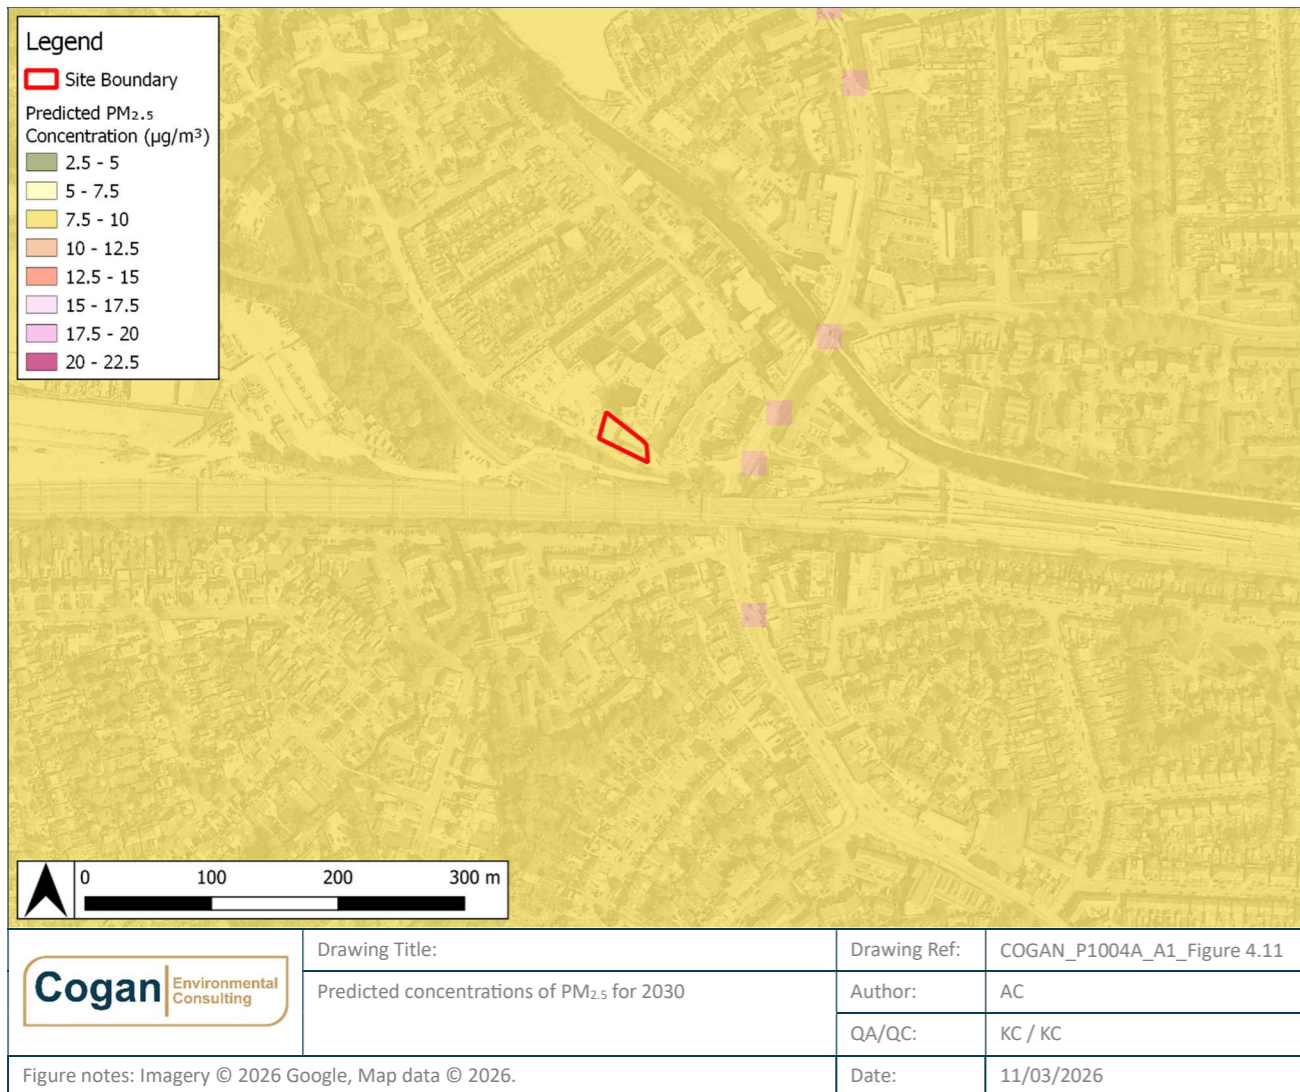 Legend
Site Boundary
Predicted PM₂.₅
Concentration (µg/m³)
2.5 - 5
5 - 7.5
7.5 - 10
10 - 12.5
12.5 - 15
15 - 17.5
17.5 - 20
20 - 22.5
0 100 200 300 m
Cogan Environmental
Consulting
Drawing Title:
Predicted concentrations of PM₂.₅ for 2030
Drawing Ref: COGAN_P1004A_A1_Figure 4.11
Author: AC
QA/QC: KC / KC
Figure notes: Imagery © 2026 Google, Map data © 2026.
Date: 11/03/2026